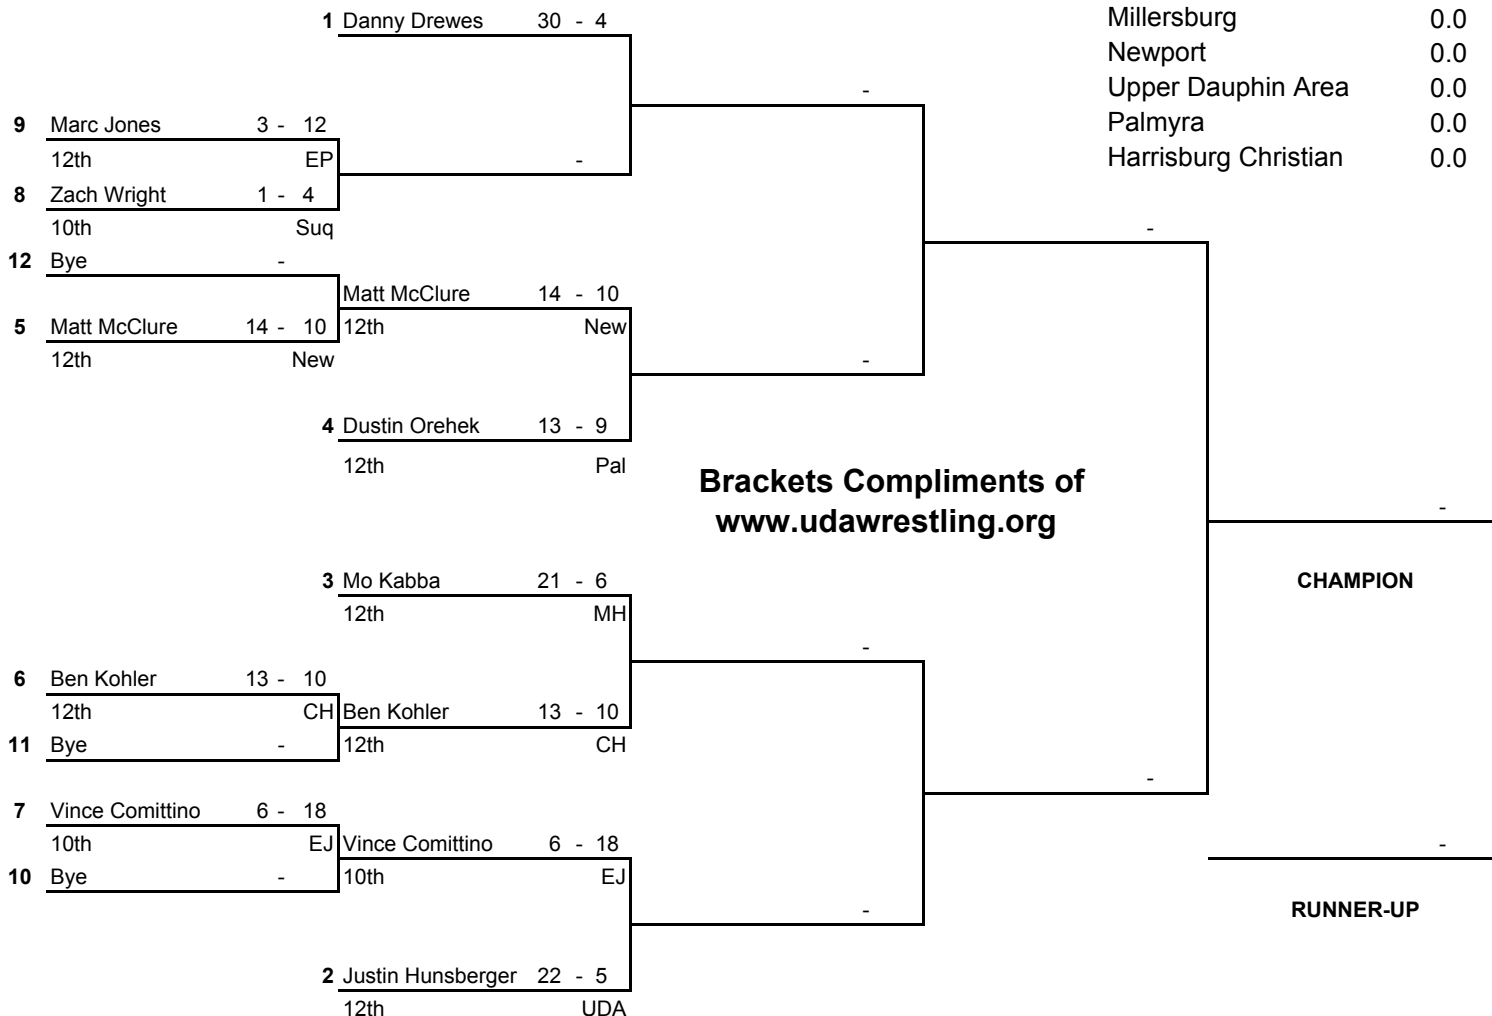 1 Danny Drewes 30 - 4
Millersburg 0.0
Newport 0.0
Upper Dauphin Area 0.0
Palmyra 0.0
Harrisburg Christian 0.0
-
9 Marc Jones 3 - 12
12th EP
-
8 Zach Wright 1 - 4
10th Suq
-
12 Bye -
Matt McClure 14 - 10
5 Matt McClure 14 - 10
12th New
12th New
-
4 Dustin Orehek 13 - 9
12th Pal
Brackets Compliments of
www.udawrestling.org
-
3 Mo Kabba 21 - 6
12th MH
CHAMPION
-
6 Ben Kohler 13 - 10
12th CH
Ben Kohler 13 - 10
11 Bye -
12th CH
-
7 Vince Comittino 6 - 18
10th EJ
Vince Comittino 6 - 18
-
10 Bye -
10th EJ
-
RUNNER-UP
2 Justin Hunsberger 22 - 5
12th UDA